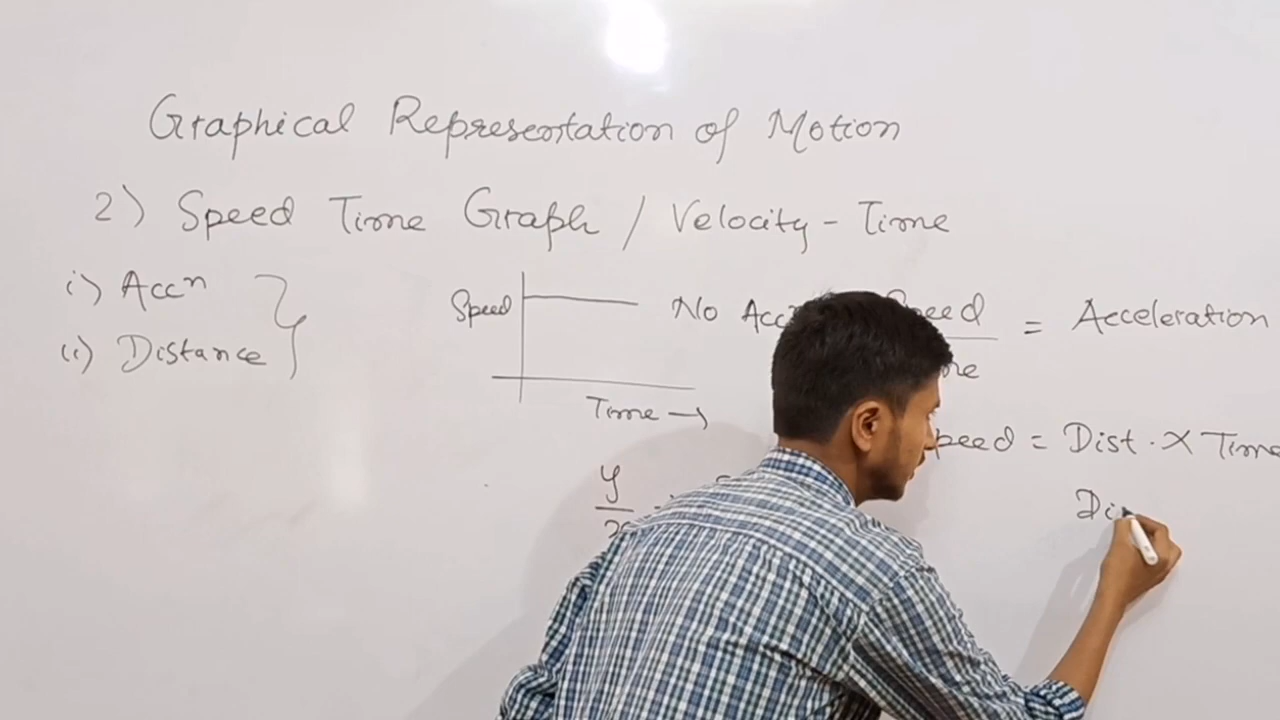 Graphical Representation of Motion
2) Speed Time Graph / Velocity - Time
i) Accn
ii) Distance
Speed
Time →
No
= Acceleration
= Dist. X Time
y
Di